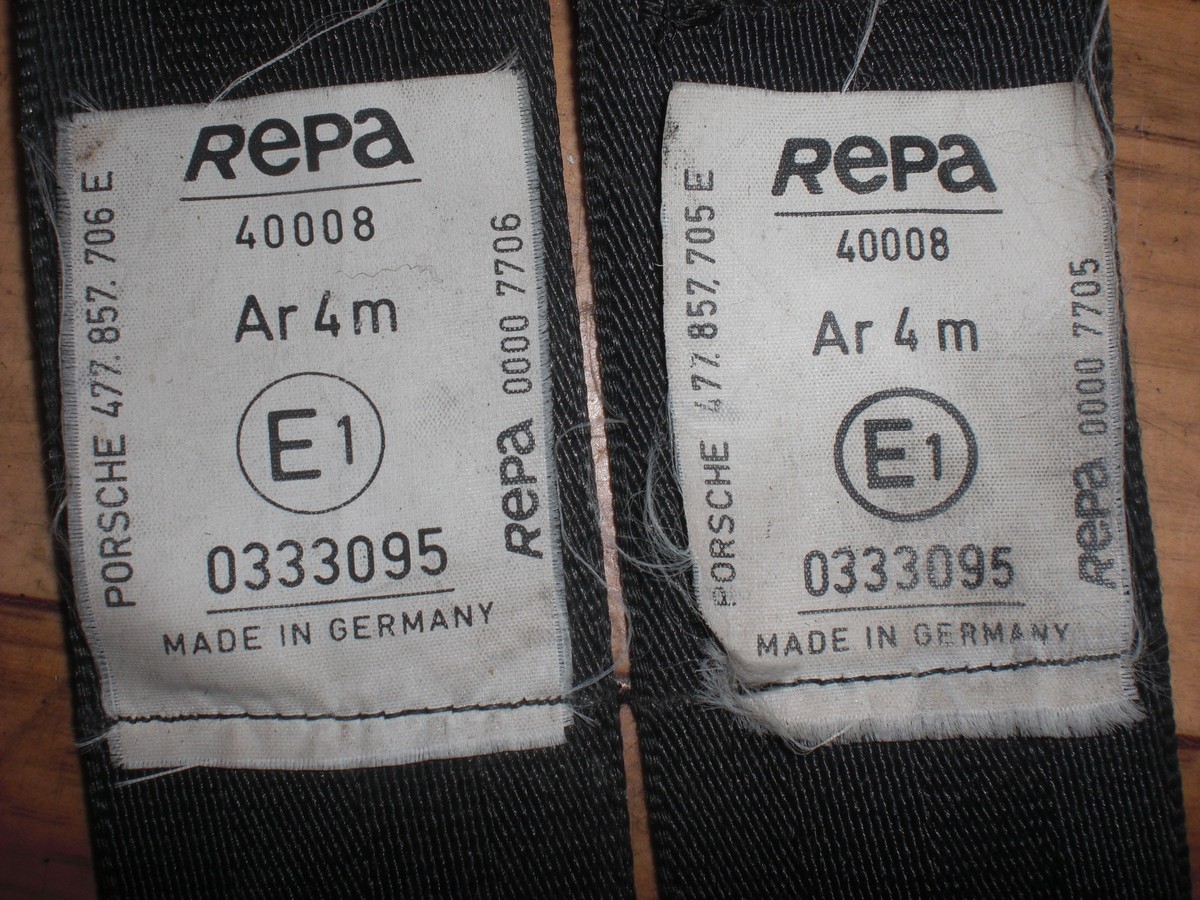 REPA
40008
Ar 4 m
E1
0333095
MADE IN GERMANY
PORSCHE 477. 857. 706 E
REPA 0000 7706
REPA
40008
Ar 4 m
E1
0333095
MADE IN GERMANY
PORSCHE 477. 857. 705 E
REPA 0000 7705